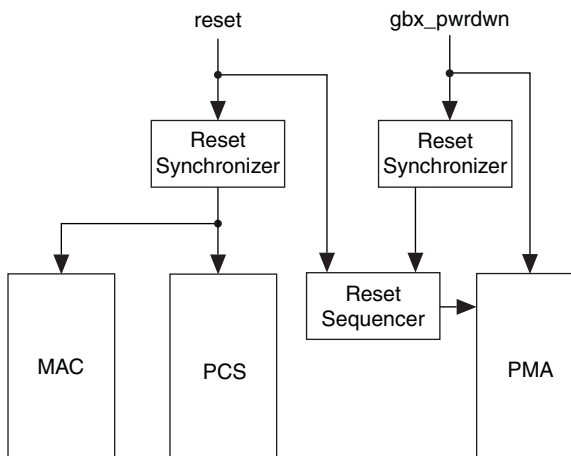 reset
gbx_pwrdwn
Reset
Synchronizer
Reset
Synchronizer
Reset
Sequencer
MAC
PCS
PMA